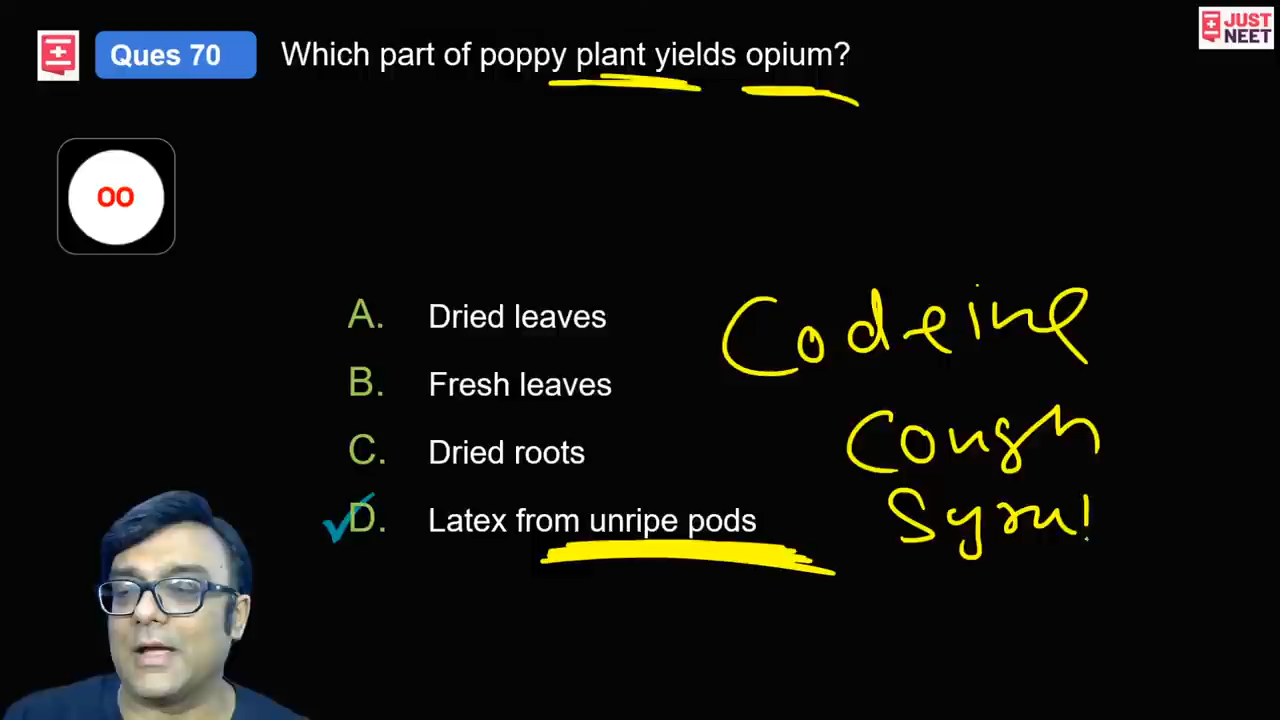 JUST
NEET
Ques 70 Which part of poppy plant yields opium?
00
A. Dried leaves
B. Fresh leaves
C. Dried roots
D. Latex from unripe pods
Codeine
Cough